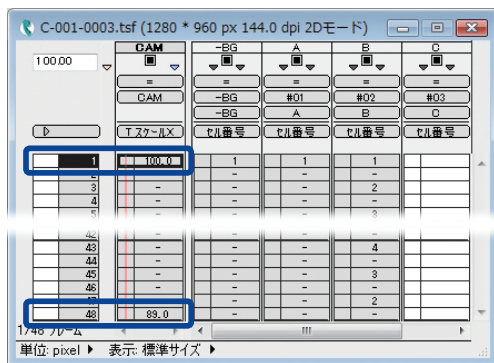 C-001-0003.tsf (1280 * 960 px 144.0 dpi 2Dモード)
CAM -BG A B C
100.00
= = = = =
CAM -BG #01 #02 #03
-BG A B C
TスケールX セル番号 セル番号 セル番号 セル番号
1 100.0 1 1 1
2 - - - -
3 - - - 2
4 - - - -
5 - - - 3
42 - - - -
43 - - - 4
44 - - - -
45 - - - 3
46 - - - -
47 - - - 2
48 89.0 - - -
1/48 フレーム
単位: pixel 表示: 標準サイズ